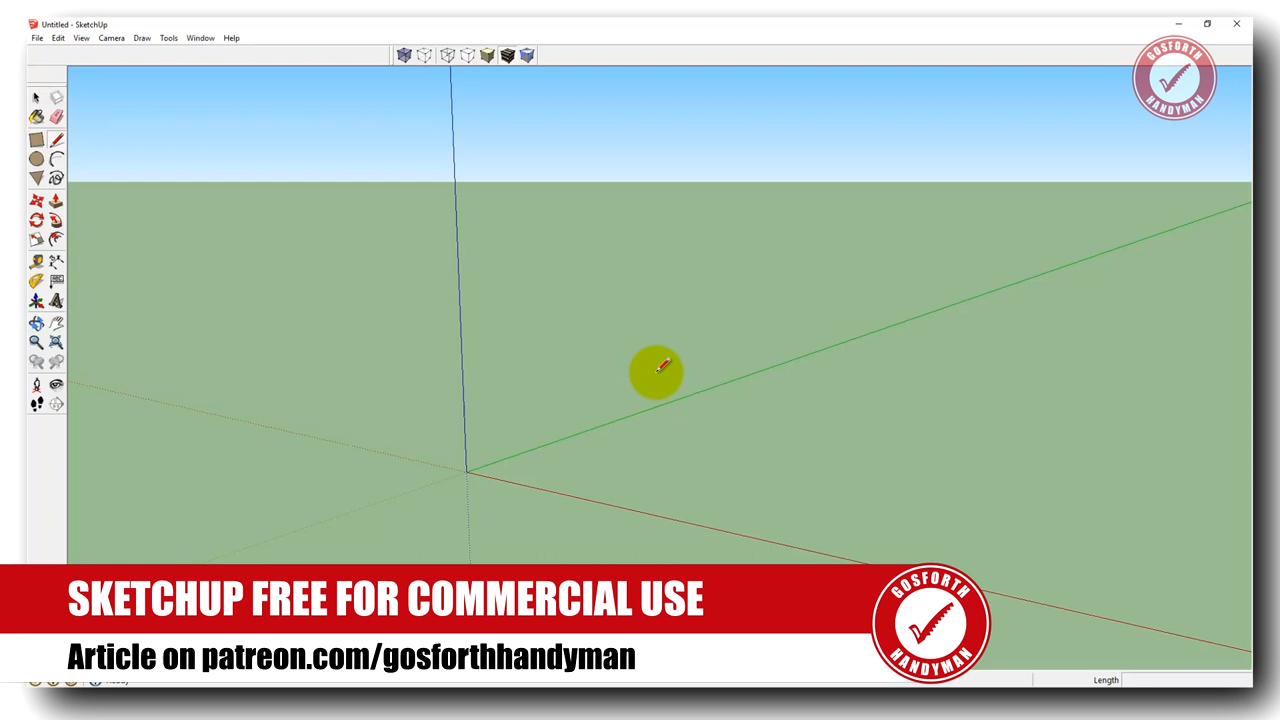 Untitled - SketchUp
File Edit View Camera Draw Tools Window Help
GOSFORTH
HANDYMAN
SKETCHUP FREE FOR COMMERCIAL USE
Article on patreon.com/gosforthhandyman
GOSFORTH
HANDYMAN
Length